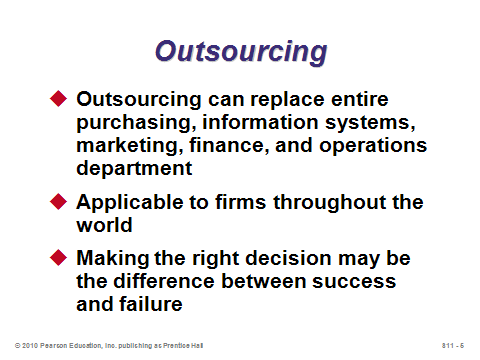 Outsourcing
Outsourcing can replace entire
purchasing, information systems,
marketing, finance, and operations
department
Applicable to firms throughout the
world
Making the right decision may be
the difference between success
and failure
© 2010 Pearson Education, Inc. publishing as Prentice Hall
S11 - 5